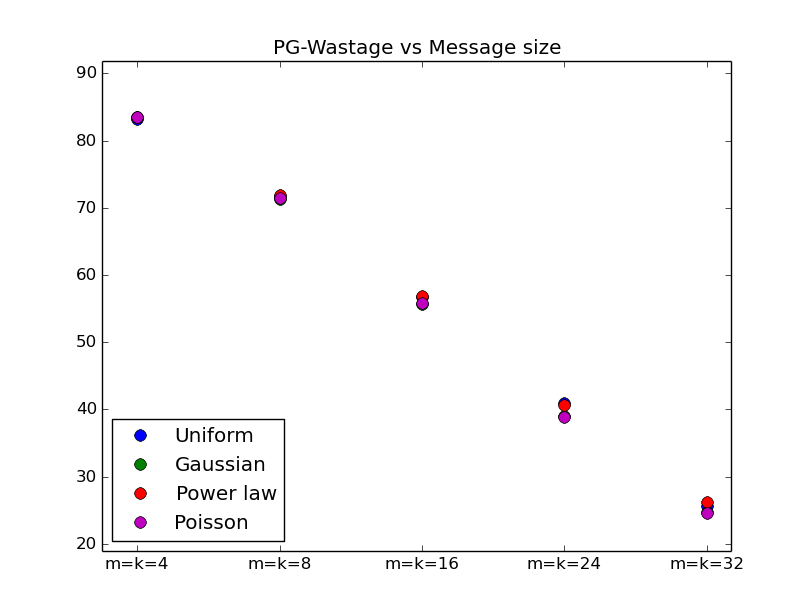 PG-Wastage vs Message size
90
80
70
60
50
40
30
20
Uniform
Gaussian
Power law
Poisson
m=k=4 m=k=8 m=k=16 m=k=24 m=k=32